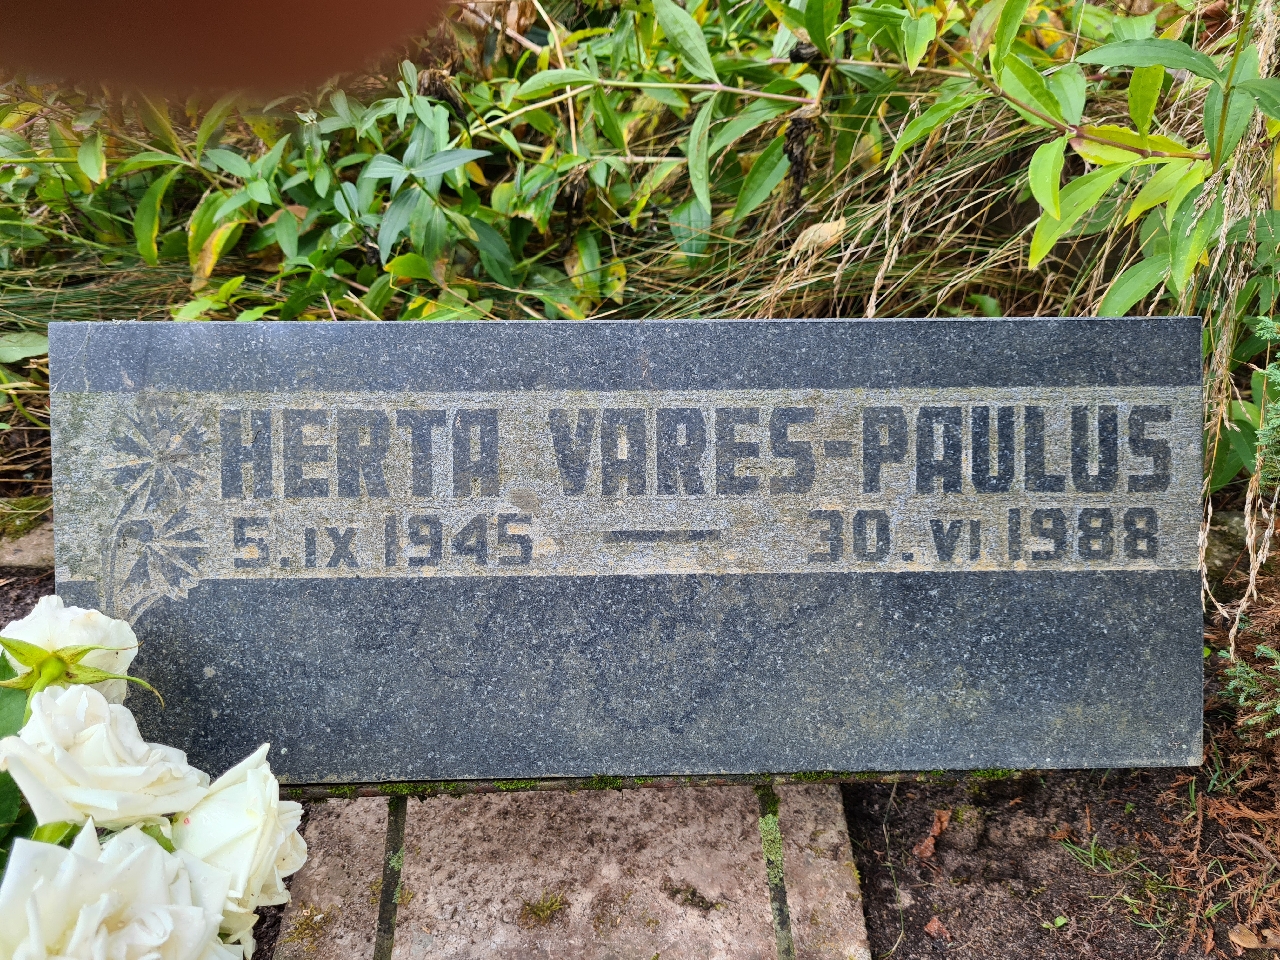 HERTA VARES-PAULUS
5. IX 1945 — 30. VI 1988